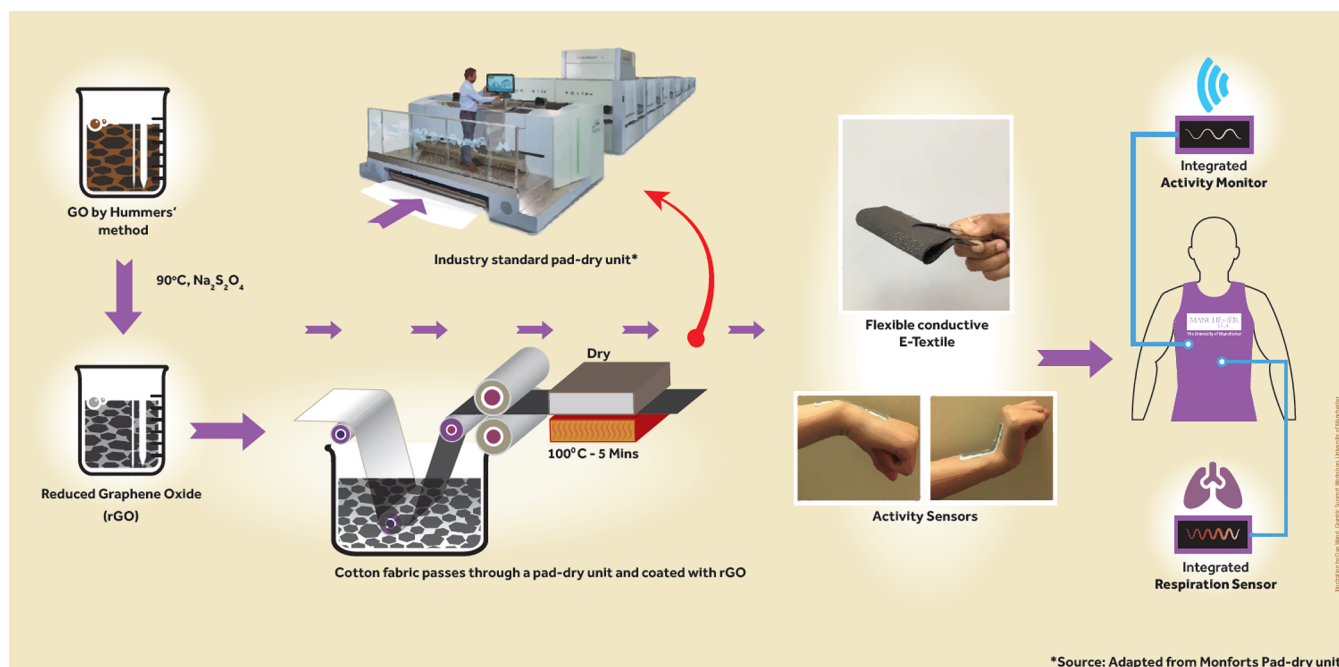 GO by Hummers'
method
90°C, Na₂S₂O₄
Reduced Graphene Oxide
(rGO)
Industry standard pad-dry unit*
Dry
100⁰C - 5 Mins
Cotton fabric passes through a pad-dry unit and coated with rGO
Flexible conductive
E-Textile
Activity Sensors
Integrated
Activity Monitor
MANCHESTER
1824
The University of Manchester
Integrated
Respiration Sensor
*Source: Adapted from Monforts Pad-dry unit